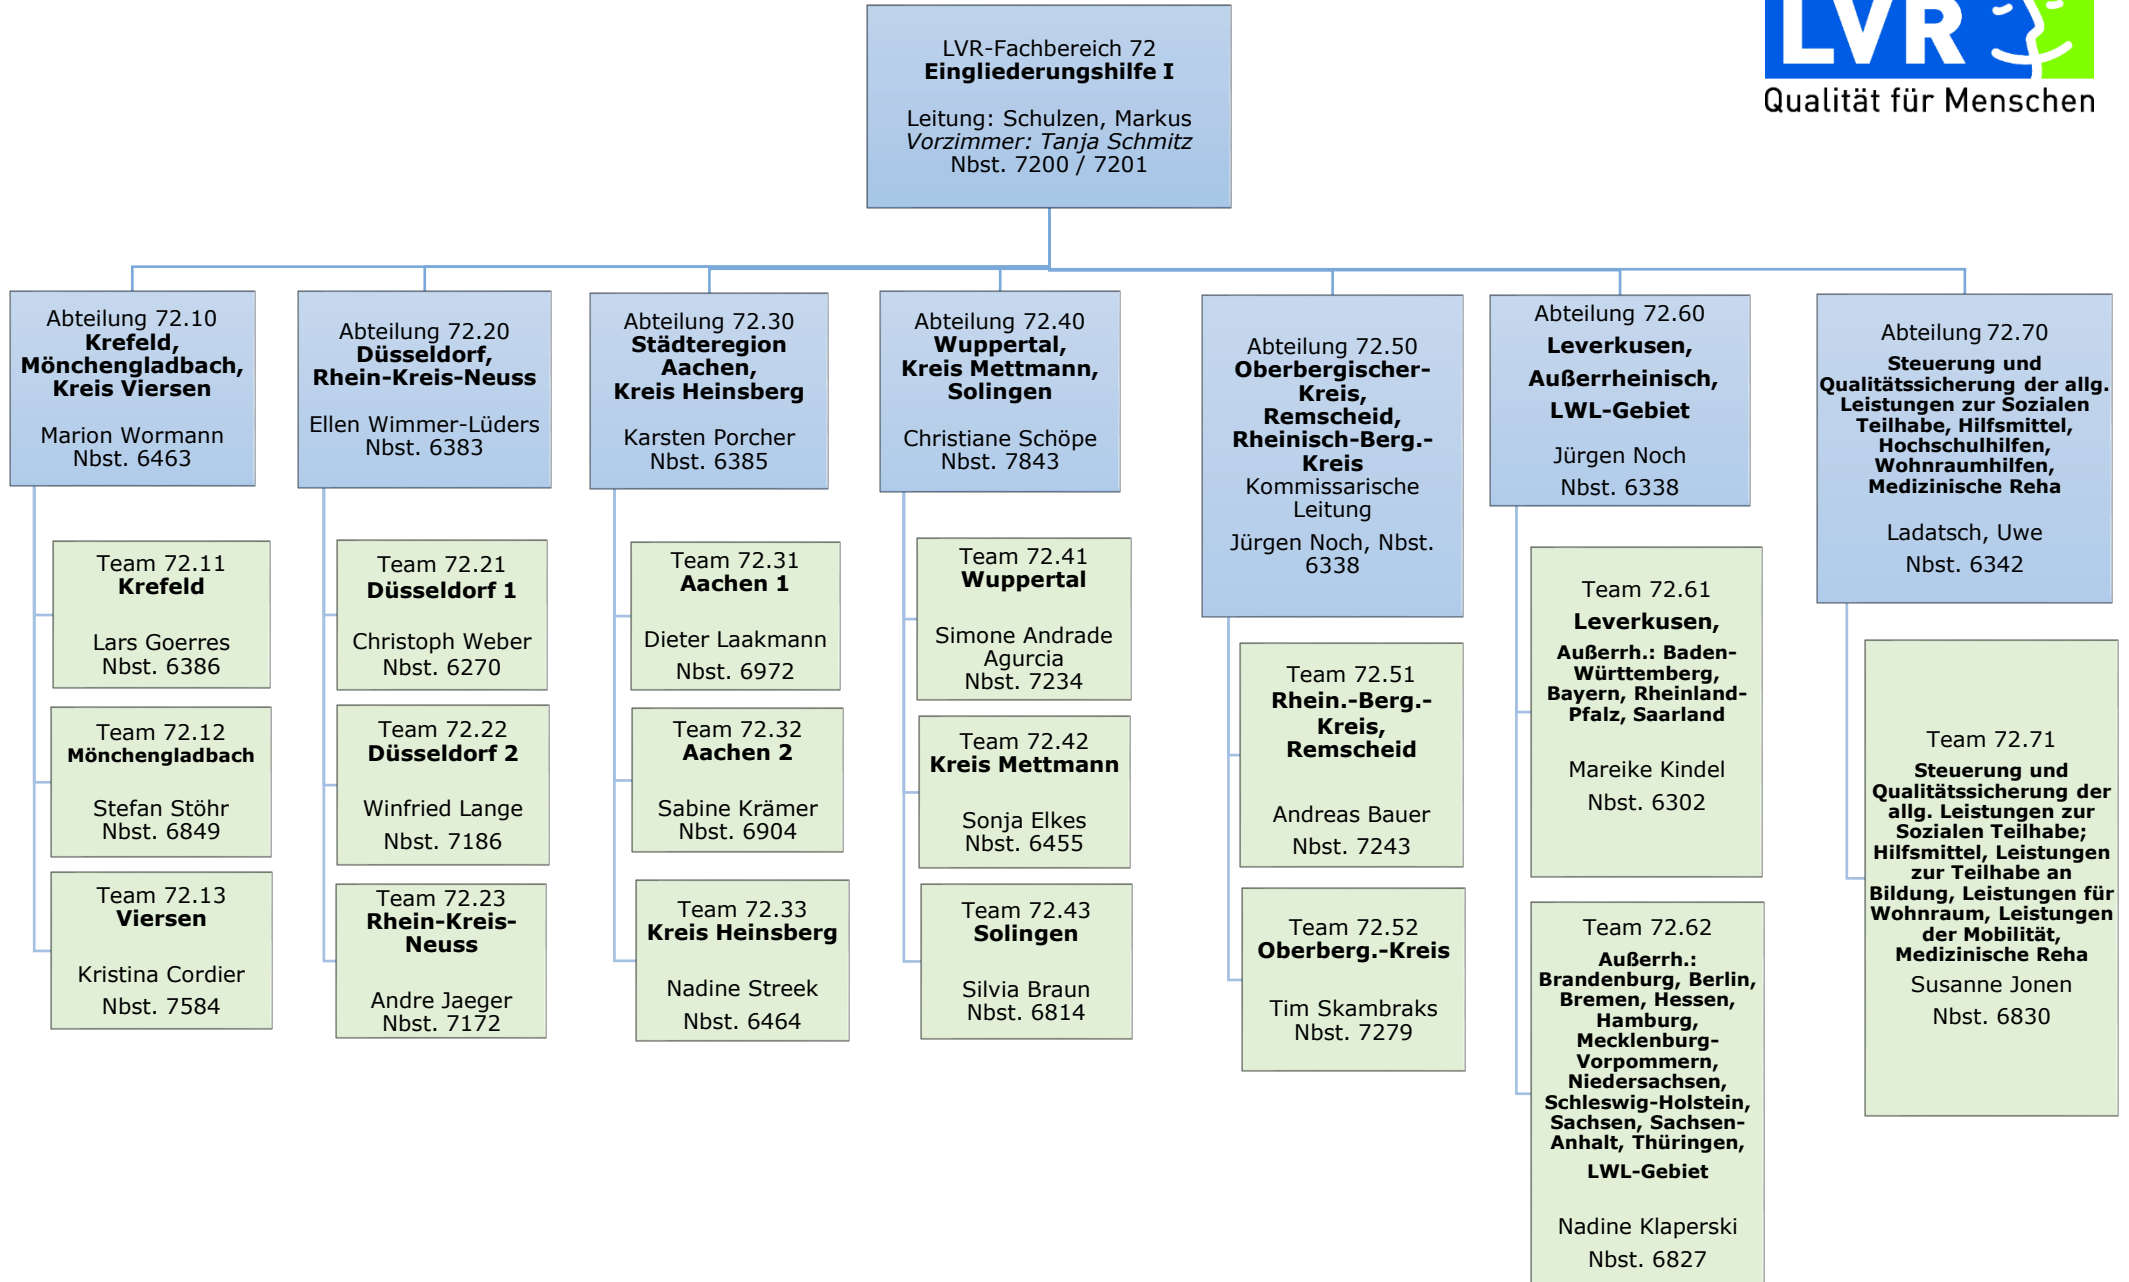 LVR
Qualität für Menschen
LVR-Fachbereich 72
Eingliederungshilfe I
Leitung: Schulzen, Markus
Vorzimmer: Tanja Schmitz
Nbst. 7200 / 7201
Abteilung 72.10
Krefeld,
Mönchengladbach,
Kreis Viersen
Marion Wormann
Nbst. 6463
Team 72.11
Krefeld
Lars Goerres
Nbst. 6386
Team 72.12
Mönchengladbach
Stefan Stöhr
Nbst. 6849
Team 72.13
Viersen
Kristina Cordier
Nbst. 7584
Abteilung 72.20
Düsseldorf,
Rhein-Kreis-Neuss
Ellen Wimmer-Lüders
Nbst. 6383
Team 72.21
Düsseldorf 1
Christoph Weber
Nbst. 6270
Team 72.22
Düsseldorf 2
Winfried Lange
Nbst. 7186
Team 72.23
Rhein-Kreis-
Neuss
Andre Jaeger
Nbst. 7172
Abteilung 72.30
Städteregion
Aachen,
Kreis Heinsberg
Karsten Porcher
Nbst. 6385
Team 72.31
Aachen 1
Dieter Laakmann
Nbst. 6972
Team 72.32
Aachen 2
Sabine Krämer
Nbst. 6904
Team 72.33
Kreis Heinsberg
Nadine Streek
Nbst. 6464
Abteilung 72.40
Wuppertal,
Kreis Mettmann,
Solingen
Christiane Schöpe
Nbst. 7843
Team 72.41
Wuppertal
Simone Andrade
Agurcia
Nbst. 7234
Team 72.42
Kreis Mettmann
Sonja Elkes
Nbst. 6455
Team 72.43
Solingen
Silvia Braun
Nbst. 6814
Abteilung 72.50
Oberbergischer-
Kreis,
Remscheid,
Rheinisch-Berg.-
Kreis
Kommissarische
Leitung
Jürgen Noch, Nbst.
6338
Team 72.51
Rhein.-Berg.-
Kreis,
Remscheid
Andreas Bauer
Nbst. 7243
Team 72.52
Oberberg.-Kreis
Tim Skambraks
Nbst. 7279
Abteilung 72.60
Leverkusen,
Außerrheinisch,
LWL-Gebiet
Jürgen Noch
Nbst. 6338
Team 72.61
Leverkusen,
Außerrh.: Baden-
Württemberg,
Bayern, Rheinland-
Pfalz, Saarland
Mareike Kindel
Nbst. 6302
Team 72.62
Außerrh.:
Brandenburg, Berlin,
Bremen, Hessen,
Hamburg,
Mecklenburg-
Vorpommern,
Niedersachsen,
Schleswig-Holstein,
Sachsen, Sachsen-
Anhalt, Thüringen,
LWL-Gebiet
Nadine Klaperski
Nbst. 6827
Abteilung 72.70
Steuerung und
Qualitätssicherung der allg.
Leistungen zur Sozialen
Teilhabe, Hilfsmittel,
Hochschulhilfen,
Wohnraumhilfen,
Medizinische Reha
Ladatsch, Uwe
Nbst. 6342
Team 72.71
Steuerung und
Qualitätssicherung der
allg. Leistungen zur
Sozialen Teilhabe;
Hilfsmittel, Leistungen
zur Teilhabe an
Bildung, Leistungen für
Wohnraum, Leistungen
der Mobilität,
Medizinische Reha
Susanne Jonen
Nbst. 6830